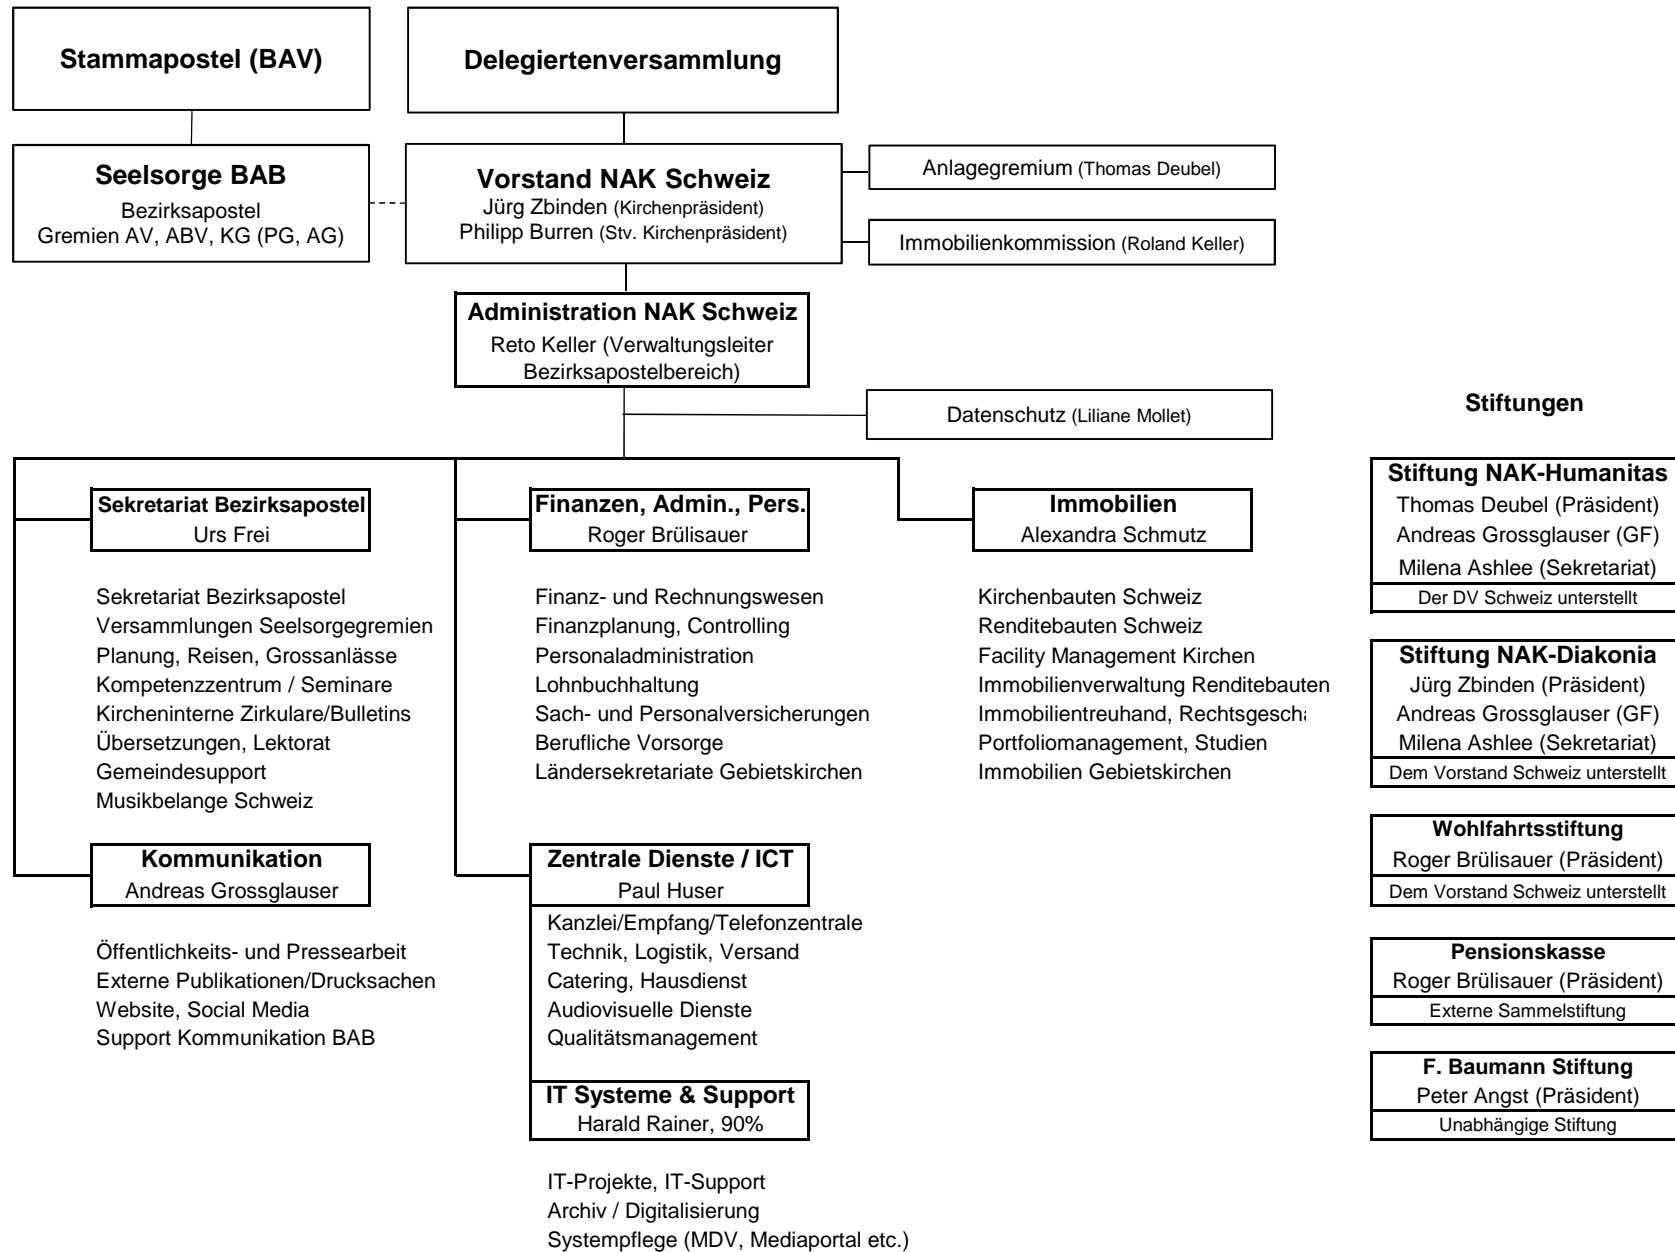 Stammapostel (BAV)
Delegiertenversammlung
Seelsorge BAB
Bezirksapostel
Gremien AV, ABV, KG (PG, AG)
Vorstand NAK Schweiz
Jürg Zbinden (Kirchenpräsident)
Philipp Burren (Stv. Kirchenpräsident)
Anlagegremium (Thomas Deubel)
Immobilienkommission (Roland Keller)
Administration NAK Schweiz
Reto Keller (Verwaltungsleiter
Bezirksapostelbereich)
Datenschutz (Liliane Mollet)
Sekretariat Bezirksapostel
Urs Frei
Sekretariat Bezirksapostel
Versammlungen Seelsorgegremien
Planung, Reisen, Grossanlässe
Kompetenzzentrum / Seminare
Kircheninterne Zirkulare/Bulletins
Übersetzungen, Lektorat
Gemeindesupport
Musikbelange Schweiz
Kommunikation
Andreas Grossglauser
Öffentlichkeits- und Pressearbeit
Externe Publikationen/Drucksachen
Website, Social Media
Support Kommunikation BAB
Finanzen, Admin., Pers.
Roger Brülisauer
Finanz- und Rechnungswesen
Finanzplanung, Controlling
Personaladministration
Lohnbuchhaltung
Sach- und Personalversicherungen
Berufliche Vorsorge
Ländersekretariate Gebietskirchen
Zentrale Dienste / ICT
Paul Huser
Kanzlei/Empfang/Telefonzentrale
Technik, Logistik, Versand
Catering, Hausdienst
Audiovisuelle Dienste
Qualitätsmanagement
IT Systeme & Support
Harald Rainer, 90%
IT-Projekte, IT-Support
Archiv / Digitalisierung
Systempflege (MDV, Mediaportal etc.)
Immobilien
Alexandra Schmutz
Kirchenbauten Schweiz
Renditebauten Schweiz
Facility Management Kirchen
Immobilienverwaltung Renditebauten
Immobilientreuhand,
Portfoliomanagement, Studien
Immobilien Gebietskirchen
Stiftungen
Stiftung NAK-Humanitas
Thomas Deubel (Präsident)
Andreas Grossglauser (GF)
Milena Ashlee (Sekretariat)
Der DV Schweiz unterstellt
Stiftung NAK-Diakonia
Jürg Zbinden (Präsident)
Andreas Grossglauser (GF)
Milena Ashlee (Sekretariat)
Dem Vorstand Schweiz unterstellt
Wohlfahrtsstiftung
Roger Brülisauer (Präsident)
Dem Vorstand Schweiz unterstellt
Pensionskasse
Roger Brülisauer (Präsident)
Externe Sammelstiftung
F. Baumann Stiftung
Peter Angst (Präsident)
Unabhängige Stiftung